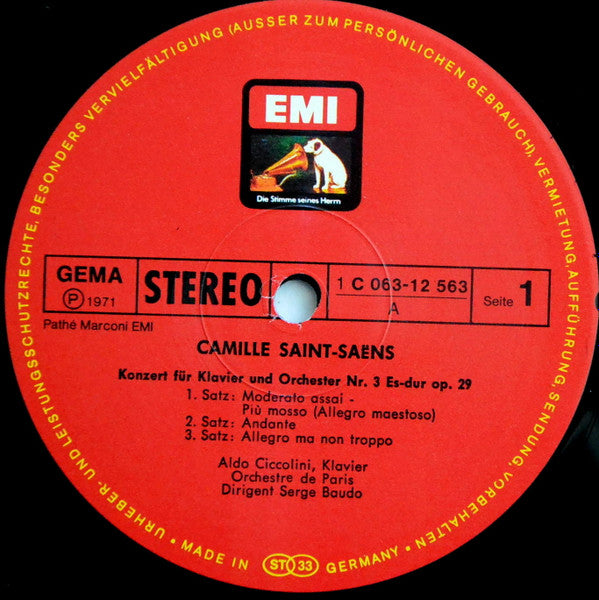 URHEBER- UND LEISTUNGSSCHUTZRECHTE, BESONDERS VERVIELFÄLTIGUNG (AUSSER ZUM PERSÖNLICHEN GEBRAUCH), VERMIETUNG, AUFFÜHRUNG, SENDUNG, VORBEHALTEN
EMI
Die Stimme seines Herrn
GEMA
℗ 1971
STEREO
1 C 063-12 563
A
Seite 1
Pathé Marconi EMI
CAMILLE SAINT-SAËNS
Konzert für Klavier und Orchester Nr. 3 Es-dur op. 29
1. Satz: Moderato assai -
Più mosso (Allegro maestoso)
2. Satz: Andante
3. Satz: Allegro ma non troppo
Aldo Ciccolini, Klavier
Orchestre de Paris
Dirigent Serge Baudo
• MADE IN ST 33 GERMANY •